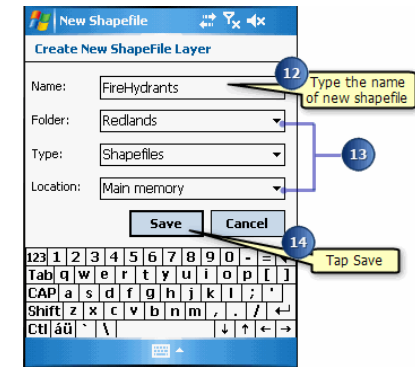 New Shapefile
Create New ShapeFile Layer
12
Type the name
of new shapefile
Name:
FireHydrants
Folder:
Redlands
Type:
Shapefiles
13
Location:
Main memory
Save
Cancel
14
Tap Save
123 1 2 3 4 5 6 7 8 9 0 - =
Tab q w e r t y u i o p [ ]
CAP a s d f g h j k l ; '
Shift z x c v b n m , . / ↵
Ctl áü ` \ ↓ ↑ ← →